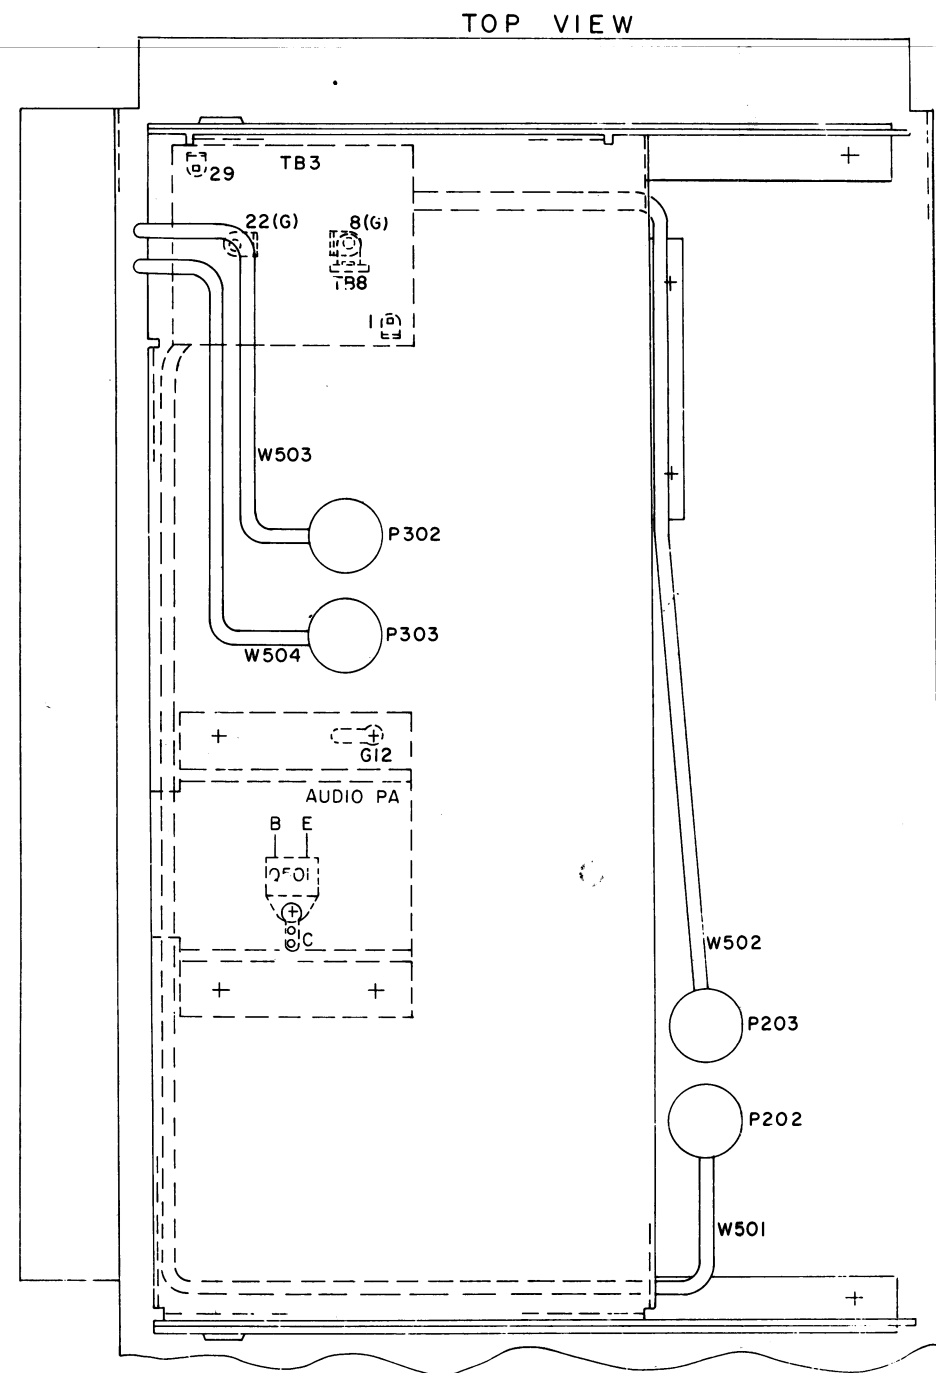 TOP VIEW
TB3
29
22(G)
8(G)
TB8
1
W503
P302
P303
W504
G12
AUDIO PA
B E
Q501
C
W502
P203
P202
W501